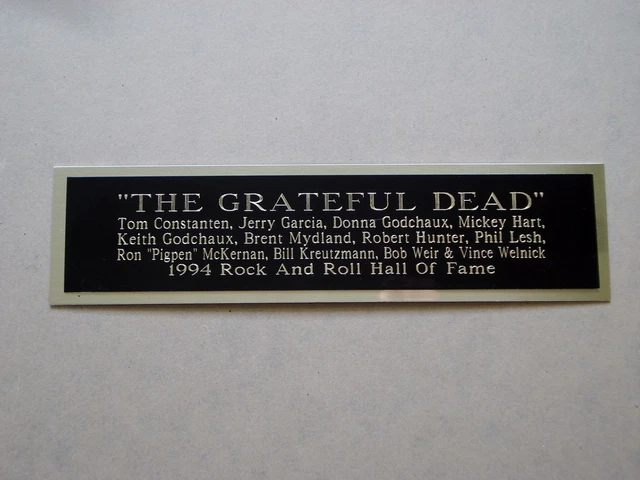 "THE GRATEFUL DEAD"
Tom Constanten, Jerry Garcia, Donna Godchaux, Mickey Hart,
Keith Godchaux, Brent Mydland, Robert Hunter, Phil Lesh,
Ron "Pigpen" McKernan, Bill Kreutzmann, Bob Weir & Vince Welnick
1994 Rock And Roll Hall Of Fame